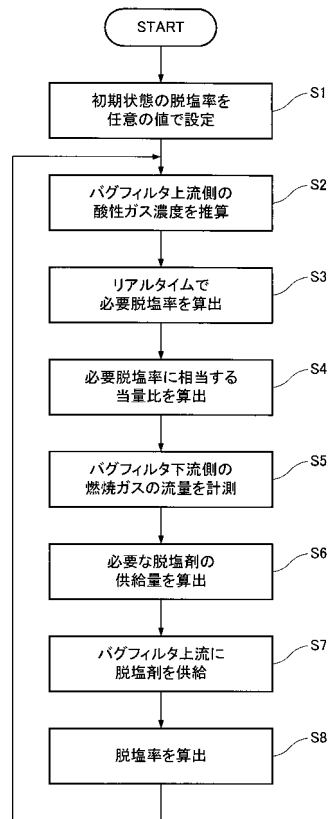 START
初期状態の脱塩率を
任意の値で設定
S1
バグフィルタ上流側の
酸性ガス濃度を推算
S2
リアルタイムで
必要脱塩率を算出
S3
必要脱塩率に相当する
当量比を算出
S4
バグフィルタ下流側の
燃焼ガスの流量を計測
S5
必要な脱塩剤の
供給量を算出
S6
バグフィルタ上流に
脱塩剤を供給
S7
脱塩率を算出
S8